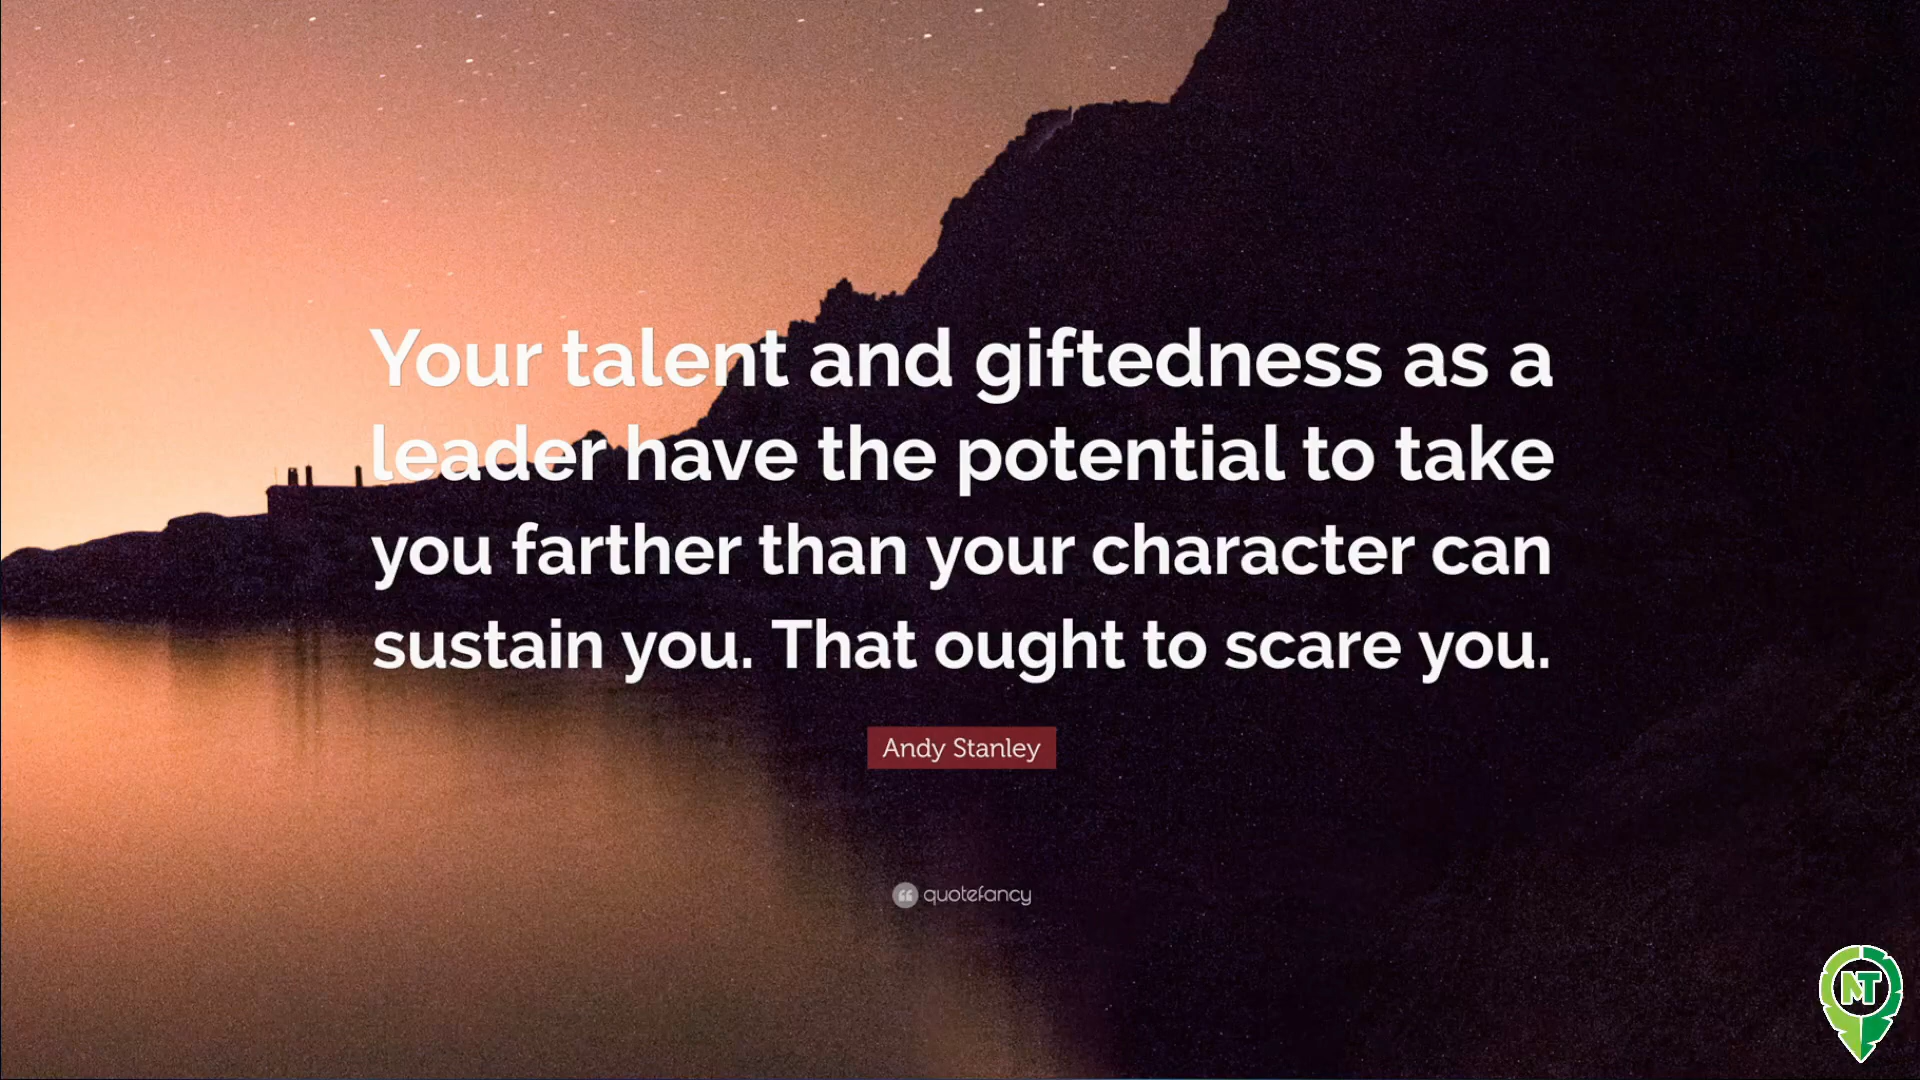 Your talent and giftedness as a
leader have the potential to take
you farther than your character can
sustain you. That ought to scare you.
Andy Stanley
quotefancy
NT